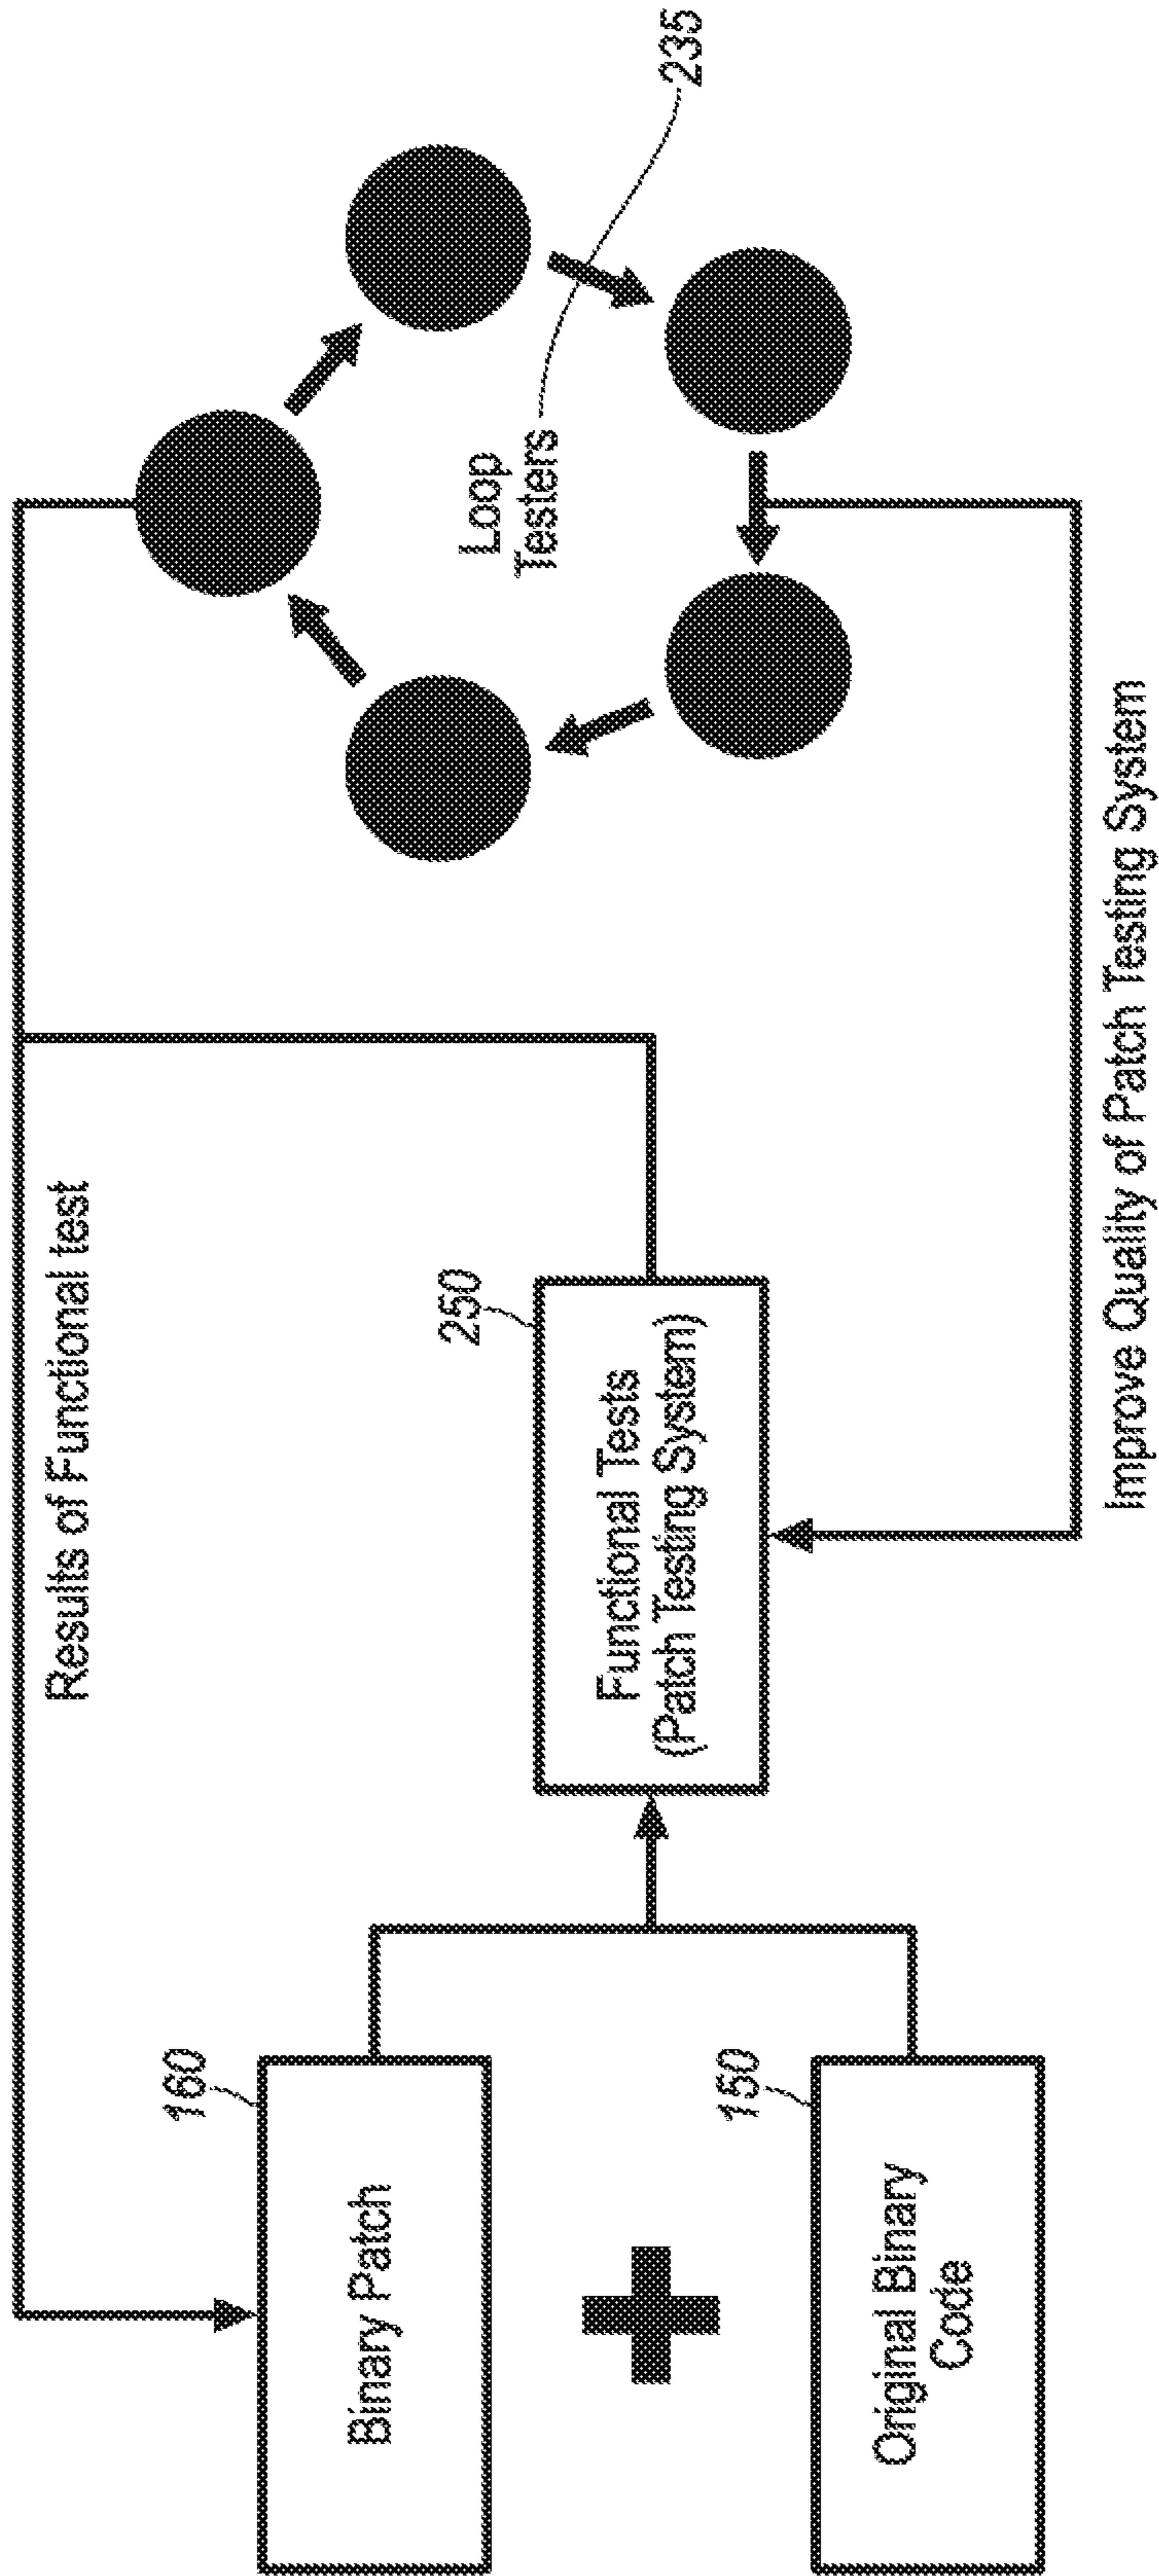 Results of Functional test
160
Binary Patch
150
Original Binary
Code
250
Functional Tests
(Patch Testing System)
Loop
Testers
235
Improve Quality of Patch Testing System